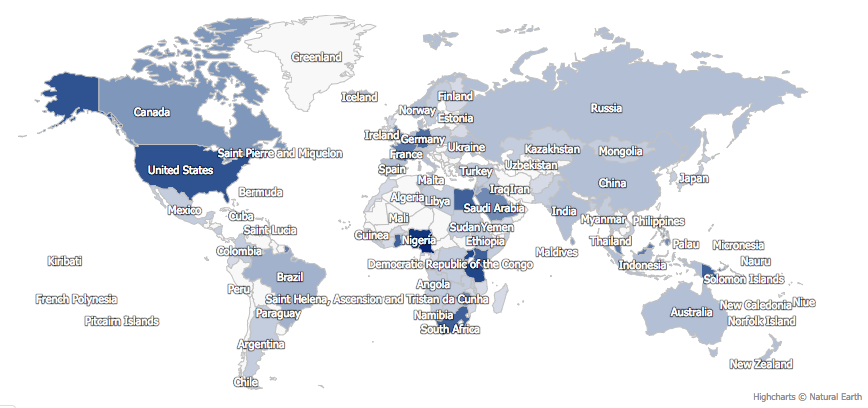 Greenland
Iceland
Norway
Finland
Estonia
Russia
Canada
Ireland
Germany
Ukraine
Kazakhstan
Mongolia
Saint Pierre and Miquelon
France
Uzbekistan
United States
Spain
Malta
Turkey
China
Japan
Bermuda
Algeria
Libya
Iraq
Iran
Mexico
Cuba
Mali
Saudi Arabia
India
Myanmar
Philippines
Saint Lucia
Guinea
Nigeria
Sudan
Yemen
Ethiopia
Thailand
Palau
Micronesia
Colombia
Maldives
Kiribati
Democratic Republic of the Congo
Indonesia
Nauru
Brazil
Solomon Islands
Peru
Angola
French Polynesia
Saint Helena, Ascension and Tristan da Cunha
New Caledonia
Niue
Pitcairn Islands
Paraguay
Namibia
Australia
Norfolk Island
South Africa
Argentina
New Zealand
Chile
Highcharts © Natural Earth